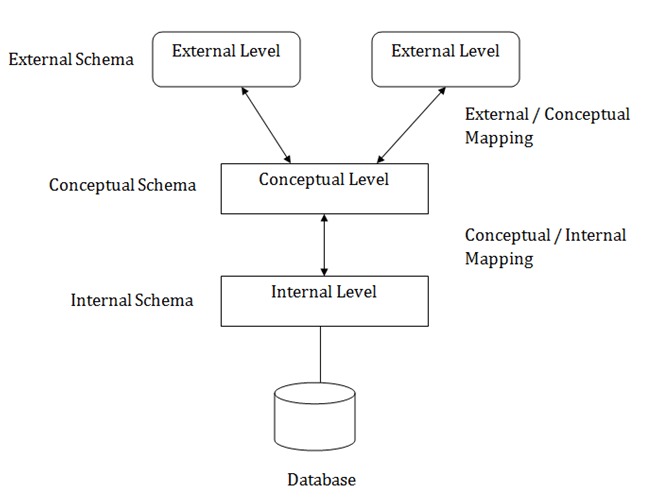 External Level
External Level
External Schema
External / Conceptual
Mapping
Conceptual Level
Conceptual Schema
Conceptual / Internal
Mapping
Internal Level
Internal Schema
Database